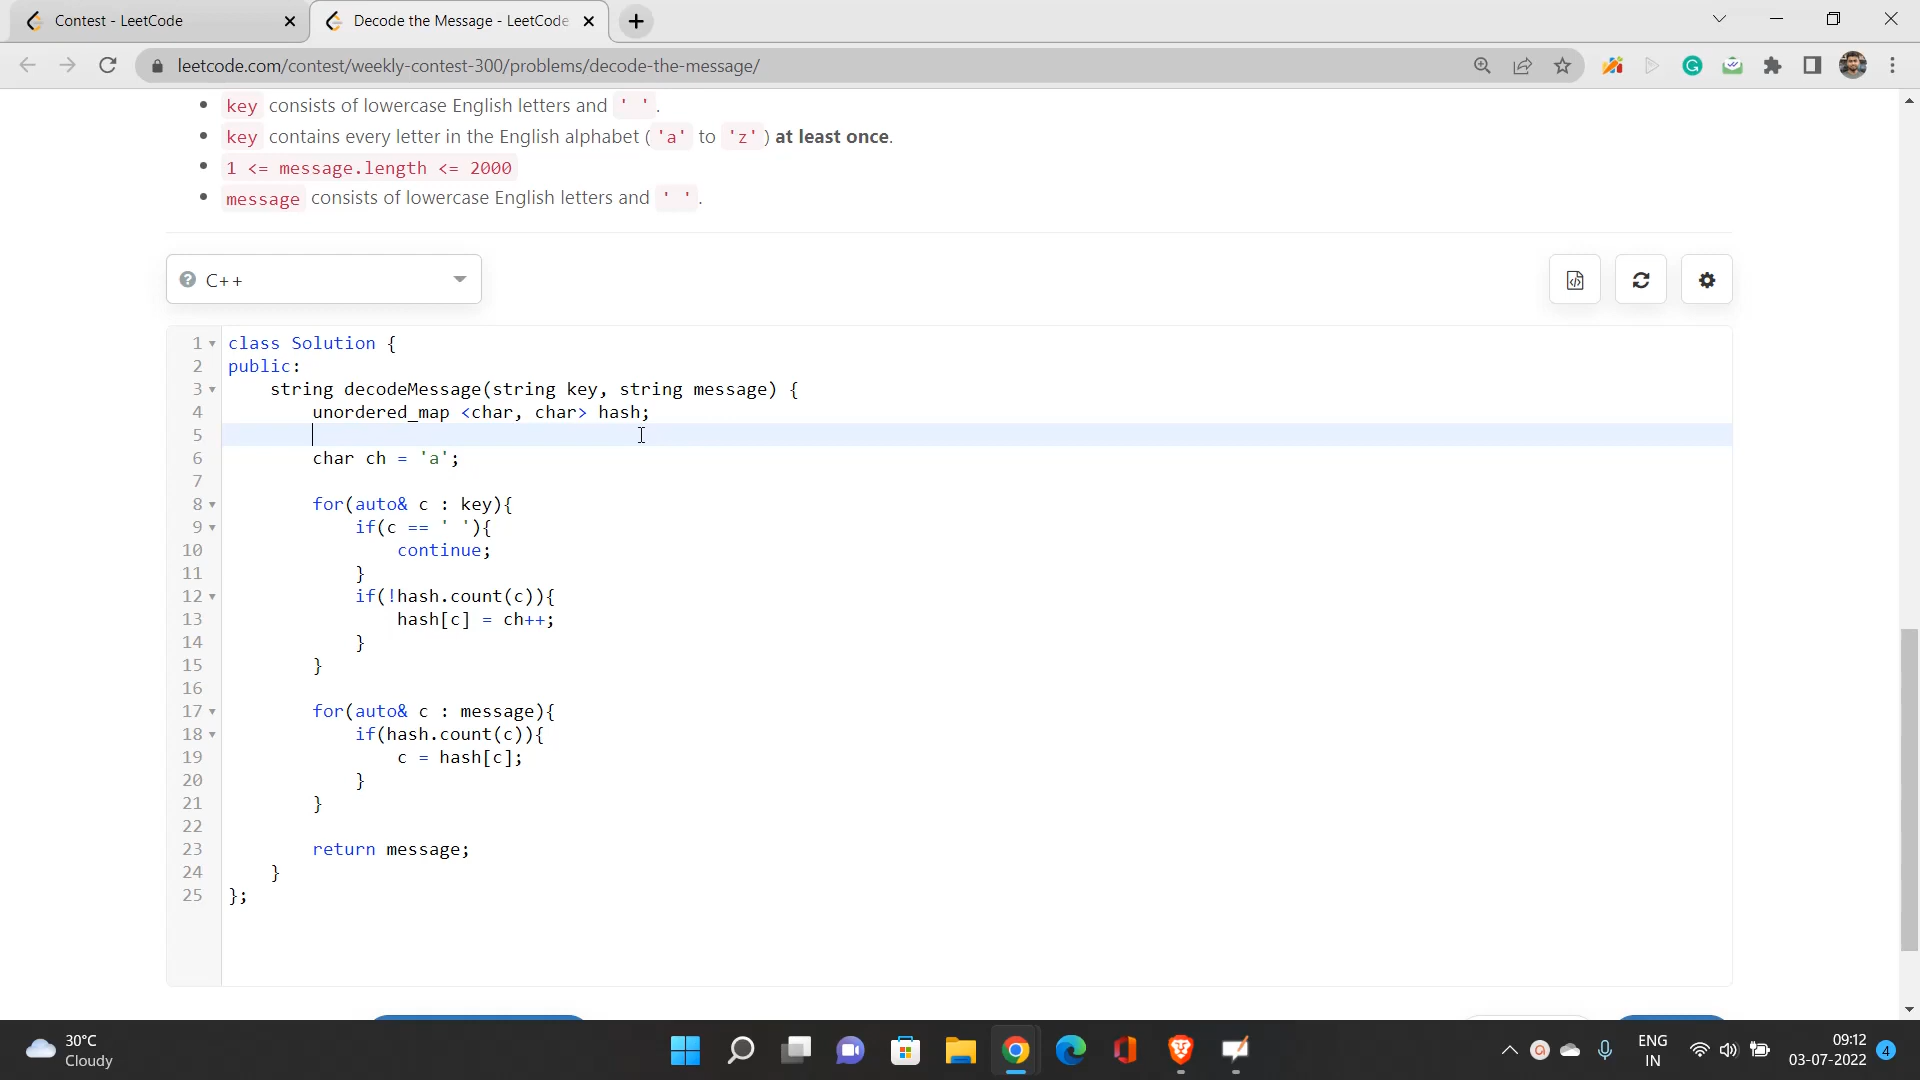 Contest - LeetCode
Decode the Message - LeetCode
leetcode.com/contest/weekly-contest-300/problems/decode-the-message/
key consists of lowercase English letters and ' '.
key contains every letter in the English alphabet ('a' to 'z') at least once.
1 <= message.length <= 2000
message consists of lowercase English letters and ' '.
C++
1 class Solution {
2 public:
3     string decodeMessage(string key, string message) {
4         unordered_map <char, char> hash;
5
6         char ch = 'a';
7
8         for(auto& c : key){
9             if(c == ' '){
10                 continue;
11             }
12             if(!hash.count(c)){
13                 hash[c] = ch++;
14             }
15         }
16
17         for(auto& c : message){
18             if(hash.count(c)){
19                 c = hash[c];
20             }
21         }
22
23         return message;
24     }
25 };
30°C
Cloudy
ENG
IN
09:12
03-07-2022
4